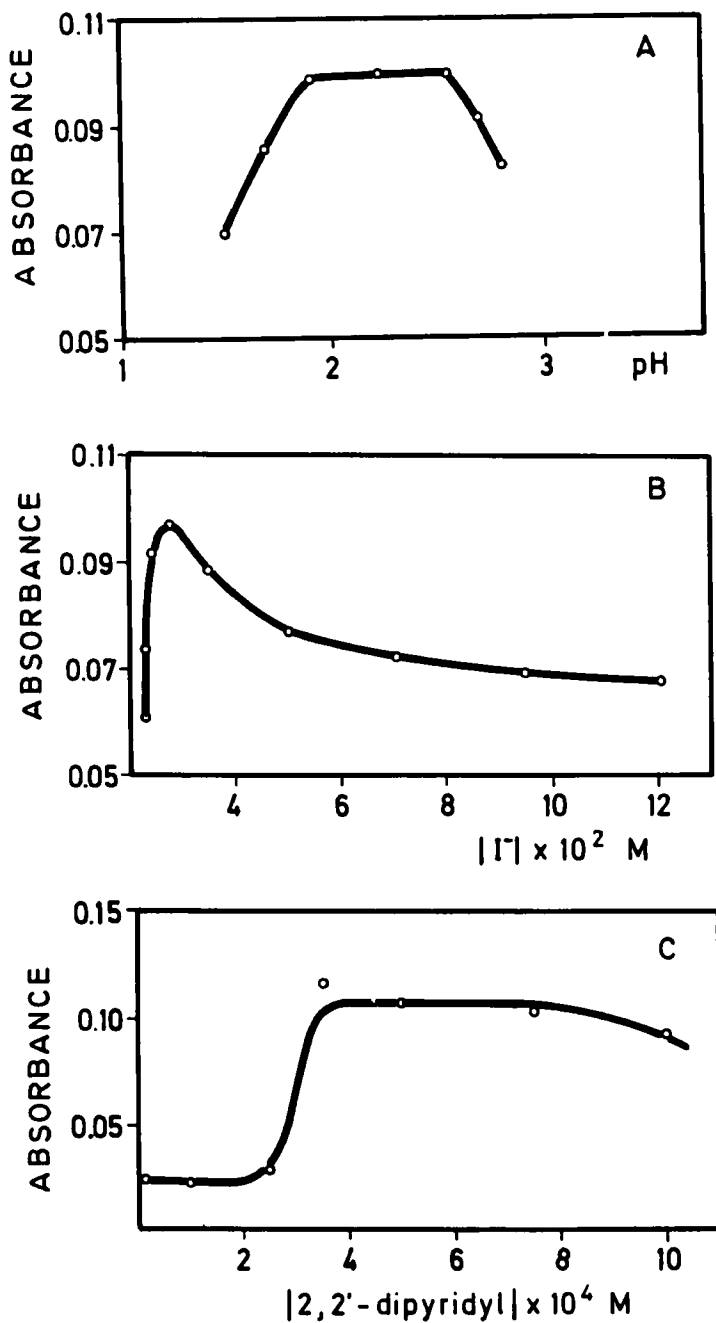 0.11
A
0.09
0.07
0.05
ABSORBANCE
1 2 3 pH
0.11
B
0.09
0.07
0.05
ABSORBANCE
4 6 8 10 12
|I⁻| x 10² M
0.15
C
0.10
0.05
ABSORBANCE
2 4 6 8 10
|2,2'-dipyridyl| x 10⁴ M